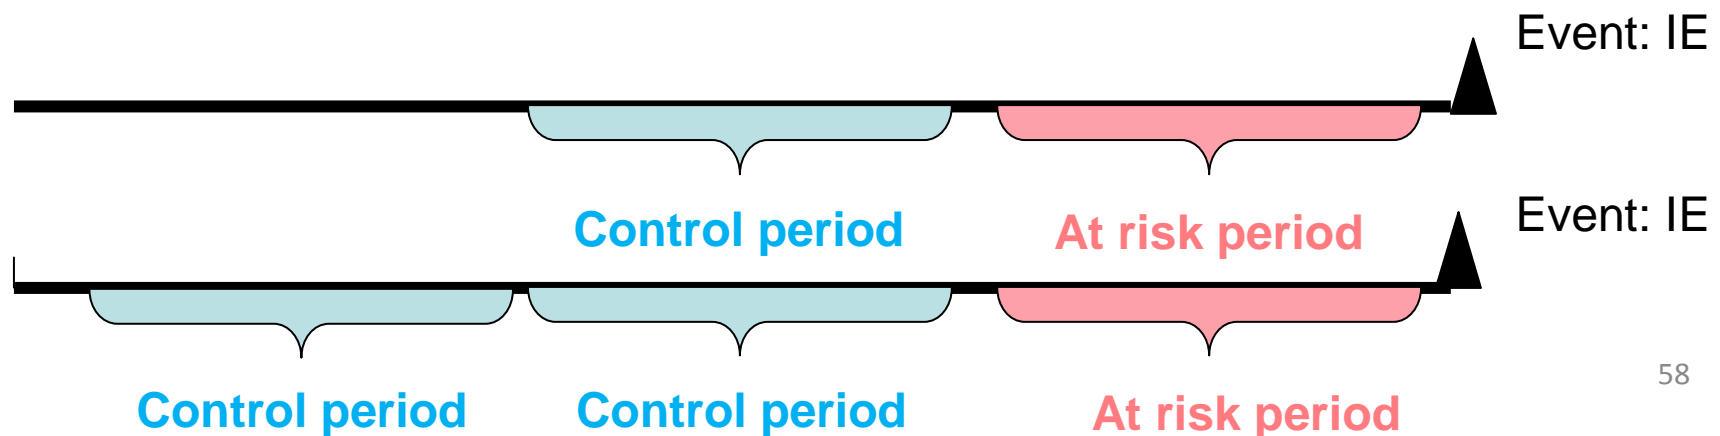 Event: IE
Control period
At risk period
Event: IE
Control period
Control period
At risk period
58